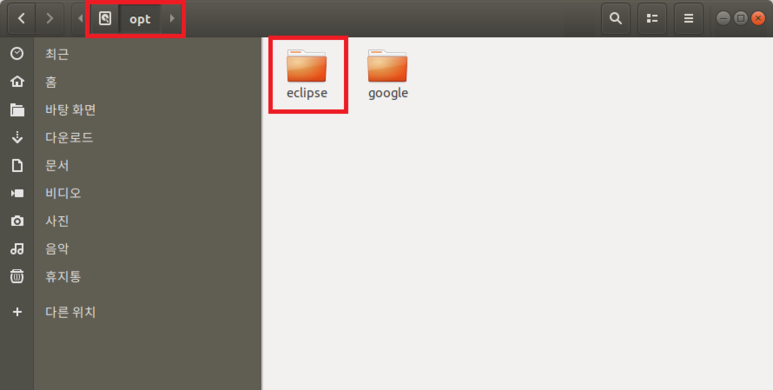 opt
최근
홈
바탕 화면
다운로드
문서
비디오
사진
음악
휴지통
다른 위치
eclipse
google